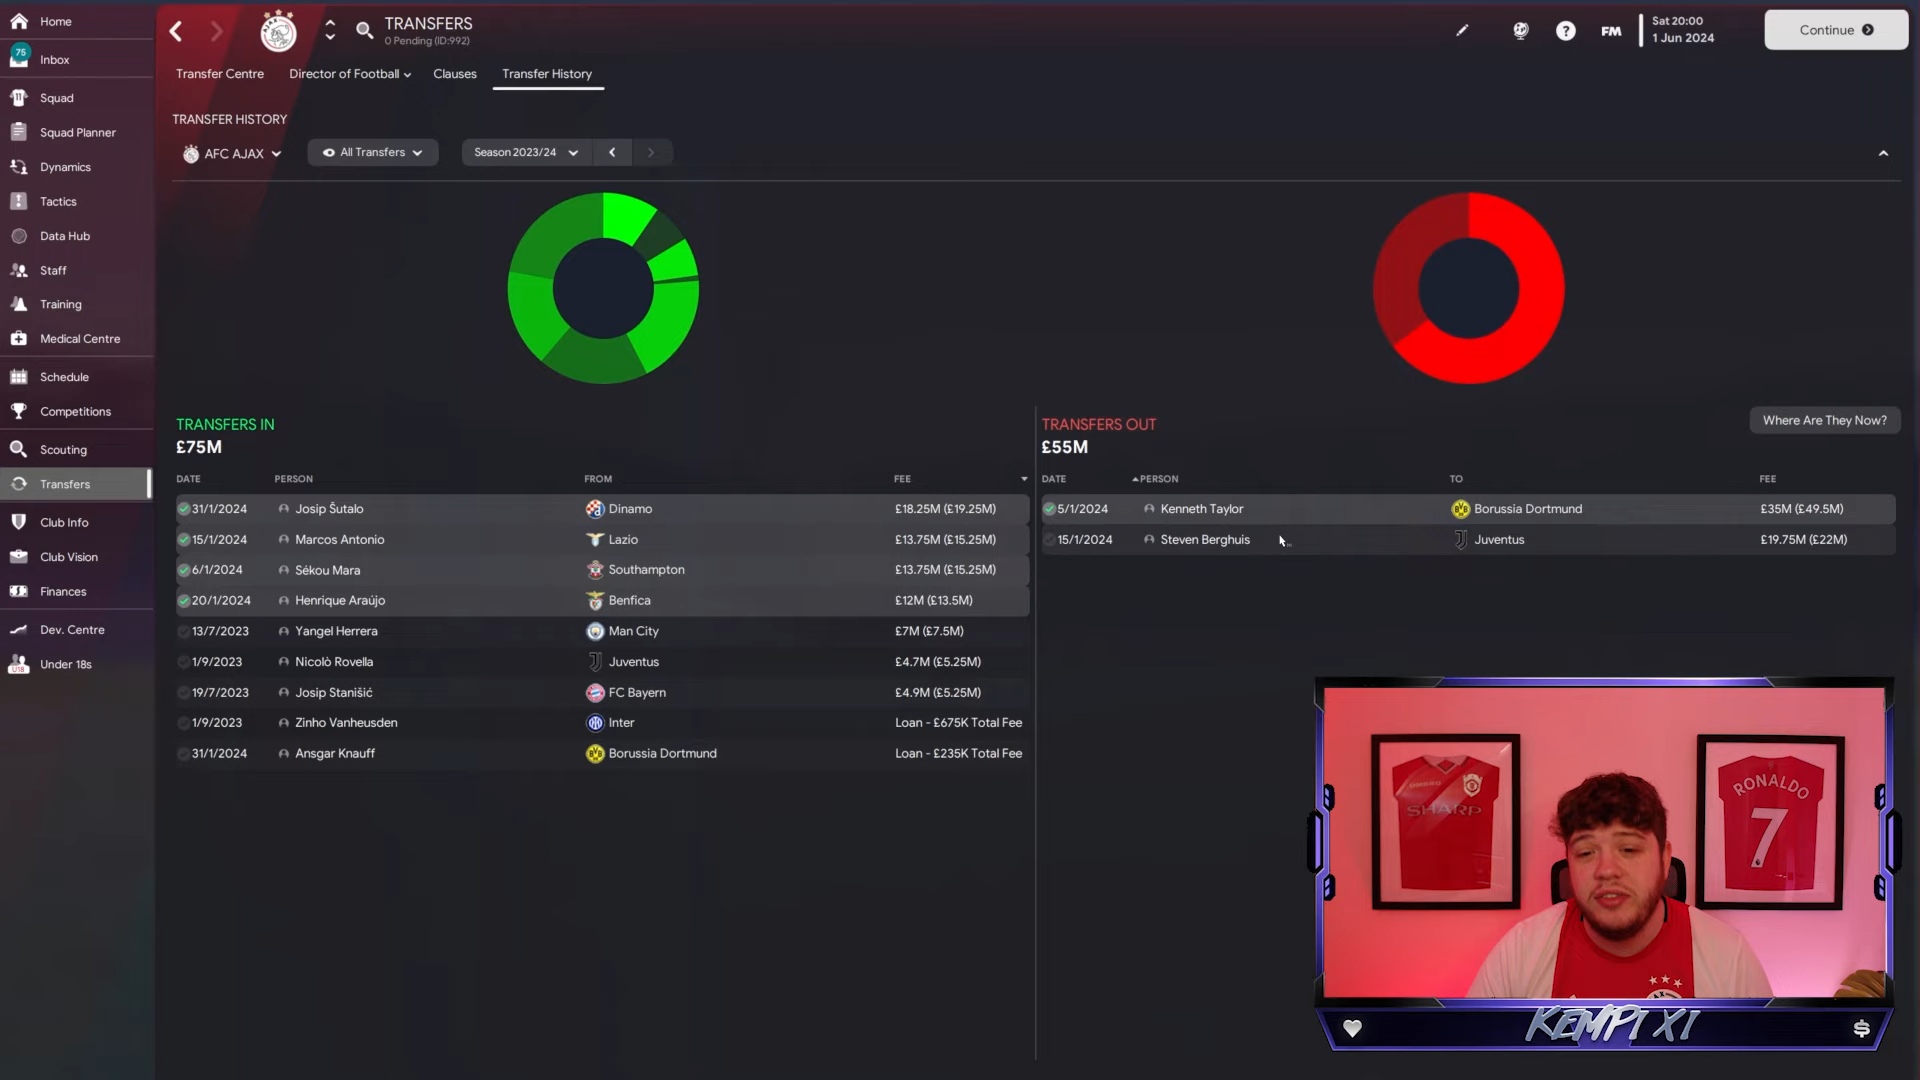 Home
TRANSFERS
0 Pending (ID:992)
FM
Sat 20:00
1 Jun 2024
Continue
75
Inbox
Transfer Centre
Director of Football
Clauses
Transfer History
Squad
Squad Planner
Dynamics
Tactics
Data Hub
Staff
Training
Medical Centre
Schedule
Competitions
Scouting
Transfers
Club Info
Club Vision
Finances
Dev. Centre
U18
Under 18s
TRANSFER HISTORY
AFC AJAX
All Transfers
Season 2023/24
TRANSFERS IN
£75M
DATE PERSON FROM FEE
31/1/2024 Josip Šutalo Dinamo £18.25M (£19.25M)
15/1/2024 Marcos Antonio Lazio £13.75M (£15.25M)
6/1/2024 Sékou Mara Southampton £13.75M (£15.25M)
20/1/2024 Henrique Araújo Benfica £12M (£13.5M)
13/7/2023 Yangel Herrera Man City £7M (£7.5M)
1/9/2023 Nicolò Rovella Juventus £4.7M (£5.25M)
19/7/2023 Josip Stanišić FC Bayern £4.9M (£5.25M)
1/9/2023 Zinho Vanheusden Inter Loan - £675K Total Fee
31/1/2024 Ansgar Knauff Borussia Dortmund Loan - £235K Total Fee
TRANSFERS OUT
£55M
Where Are They Now?
DATE PERSON TO FEE
5/1/2024 Kenneth Taylor Borussia Dortmund £35M (£49.5M)
15/1/2024 Steven Berghuis Juventus £19.75M (£22M)
SHARP
RONALDO
7
KEMPI XI